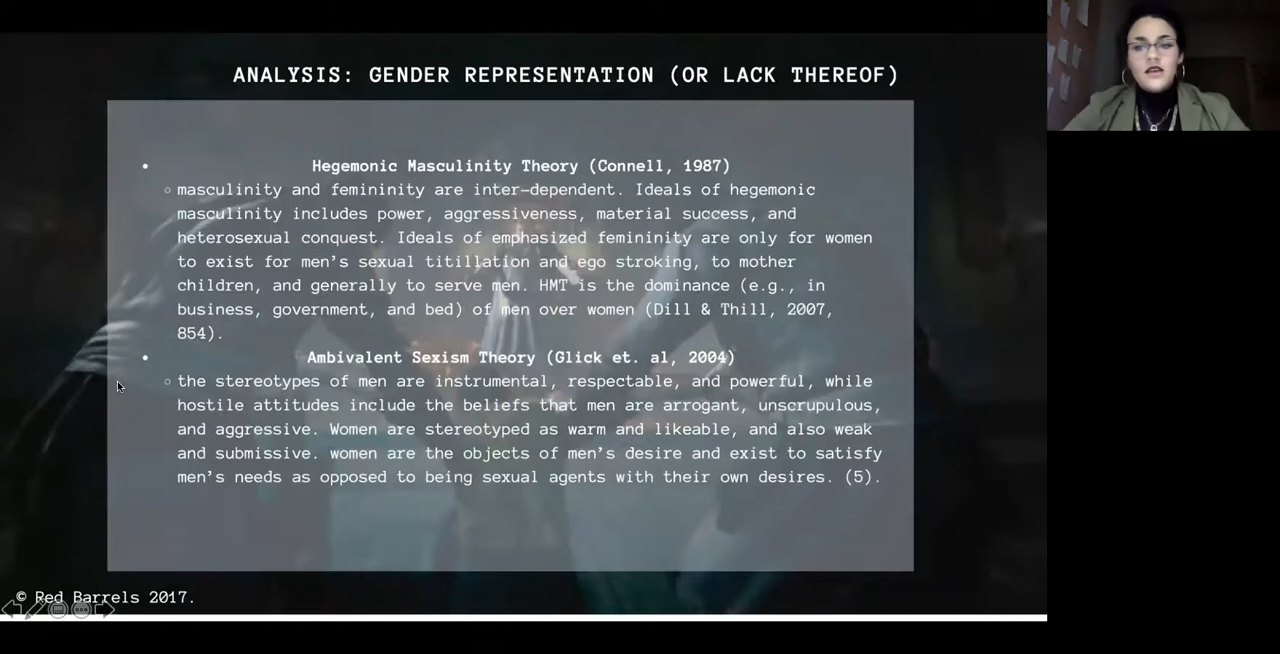 ANALYSIS: GENDER REPRESENTATION (OR LACK THEREOF)
• Hegemonic Masculinity Theory (Connell, 1987)
○ masculinity and femininity are inter-dependent. Ideals of hegemonic
masculinity includes power, aggressiveness, material success, and
heterosexual conquest. Ideals of emphasized femininity are only for women
to exist for men's sexual titillation and ego stroking, to mother
children, and generally to serve men. HMT is the dominance (e.g., in
business, government, and bed) of men over women (Dill & Thill, 2007,
854).
• Ambivalent Sexism Theory (Glick et. al, 2004)
○ the stereotypes of men are instrumental, respectable, and powerful, while
hostile attitudes include the beliefs that men are arrogant, unscrupulous,
and aggressive. Women are stereotyped as warm and likeable, and also weak
and submissive. women are the objects of men's desire and exist to satisfy
men's needs as opposed to being sexual agents with their own desires. (5).
© Red Barrels 2017.